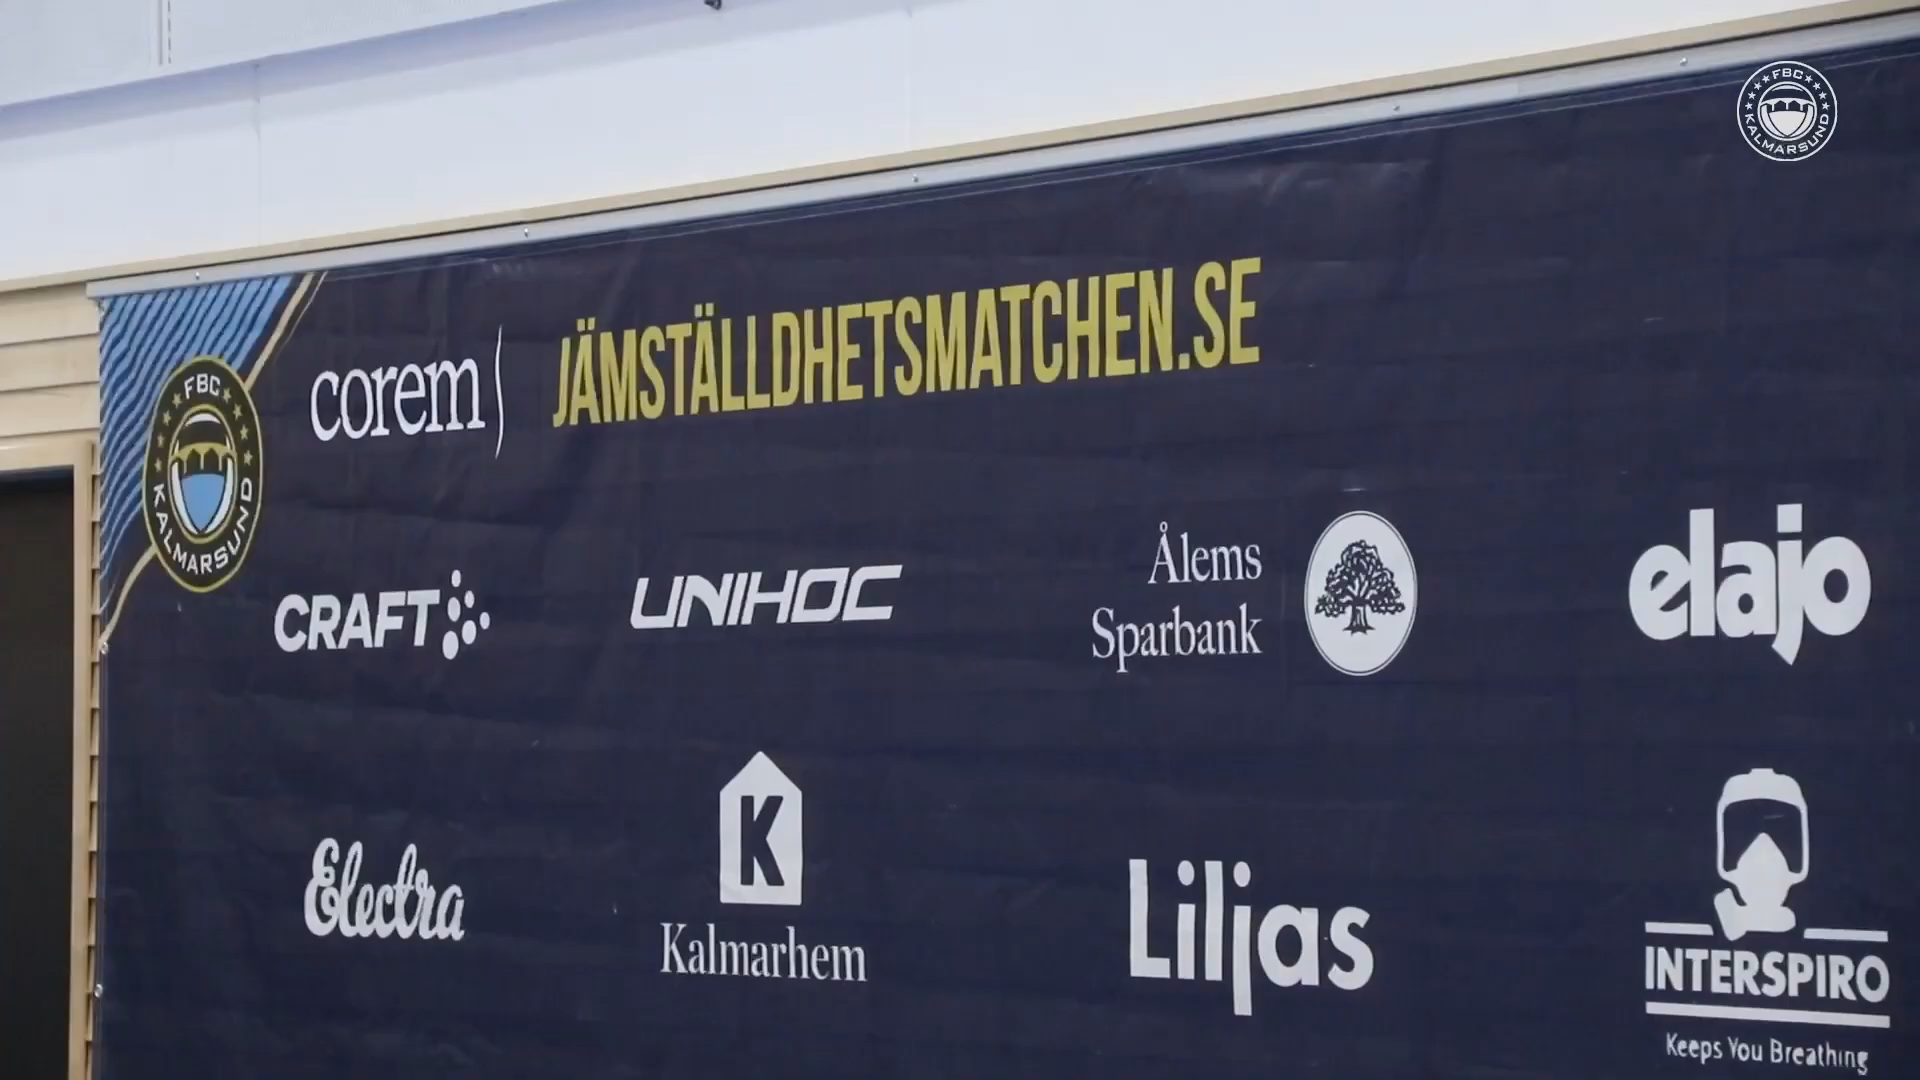 FBC
KALMARSUND
corem
JÄMSTÄLLDHETSMATCHEN.SE
FBC
KALMARSUND
CRAFT
UNIHOC
Ålems
Sparbank
elajo
Electra
K
Kalmarhem
Liljas
INTERSPIRO
Keeps You Breathing